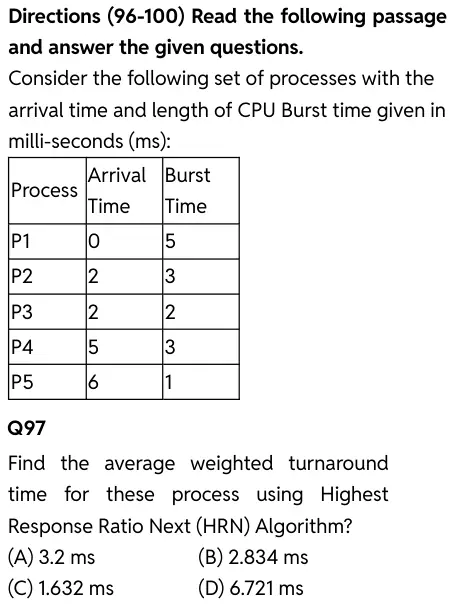 Directions (96-100) Read the following passage
and answer the given questions.
Consider the following set of processes with the
arrival time and length of CPU Burst time given in
milli-seconds (ms):
Process Arrival Time Burst Time
P1 0 5
P2 2 3
P3 2 2
P4 5 3
P5 6 1
Q97
Find the average weighted turnaround
time for these process using Highest
Response Ratio Next (HRN) Algorithm?
(A) 3.2 ms (B) 2.834 ms
(C) 1.632 ms (D) 6.721 ms